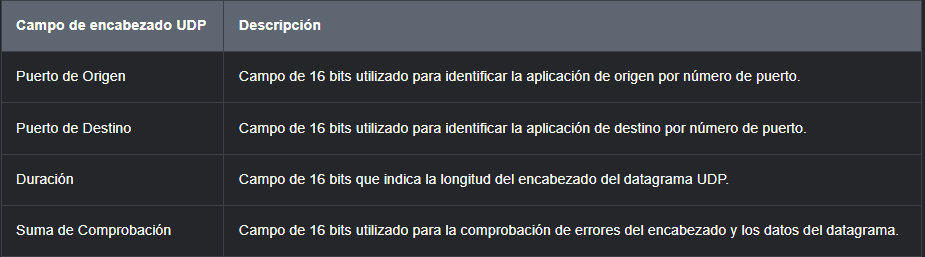 Campo de encabezado UDP Descripción
Puerto de Origen Campo de 16 bits utilizado para identificar la aplicación de origen por número de puerto.
Puerto de Destino Campo de 16 bits utilizado para identificar la aplicación de destino por número de puerto.
Duración Campo de 16 bits que indica la longitud del encabezado del datagrama UDP.
Suma de Comprobación Campo de 16 bits utilizado para la comprobación de errores del encabezado y los datos del datagrama.